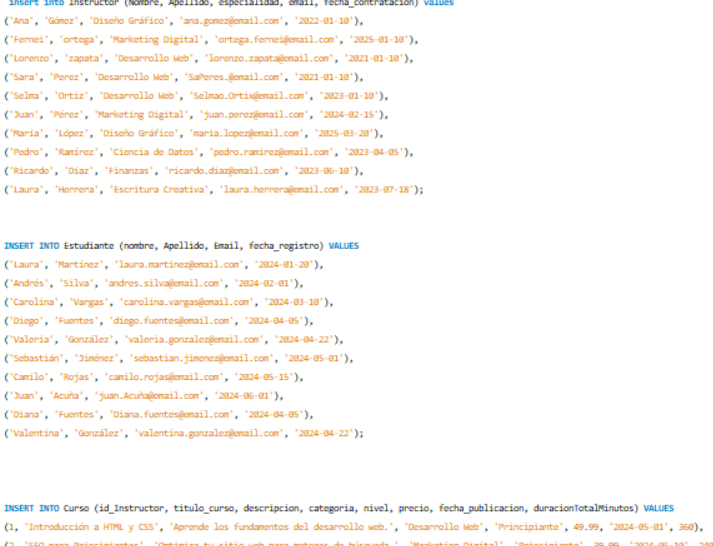 insert into Instructor (Nombre, Apellido, especialidad, email, fecha_contratacion) values
('Ana', 'Gómez', 'Diseño Gráfico', 'ana.gomez@email.com', '2022-01-10'),
('Fernei', 'ortega', 'Marketing Digital', 'ortega.fernei@email.com', '2025-01-10'),
('Lorenzo', 'zapata', 'Desarrollo Web', 'lorenzo.zapata@email.com', '2021-01-10'),
('Sara', 'Perez', 'Desarrollo Web', 'SaPeres.@email.com', '2021-01-10'),
('Selma', 'Ortiz', 'Desarrollo Web', 'Selmao.Ortix@email.com', '2023-01-10'),
('Juan', 'Pérez', 'Marketing Digital', 'juan.perez@email.com', '2024-02-15'),
('María', 'López', 'Diseño Gráfico', 'maria.lopez@email.com', '2025-03-20'),
('Pedro', 'Ramírez', 'Ciencia de Datos', 'pedro.ramirez@email.com', '2023-04-05'),
('Ricardo', 'Díaz', 'Finanzas', 'ricardo.diaz@email.com', '2023-06-10'),
('Laura', 'Herrera', 'Escritura Creativa', 'laura.herrera@email.com', '2023-07-18');
INSERT INTO Estudiante (nombre, Apellido, Email, fecha_registro) VALUES
('Laura', 'Martínez', 'laura.martinez@email.com', '2024-01-20'),
('Andrés', 'Silva', 'andres.silva@email.com', '2024-02-01'),
('Carolina', 'Vargas', 'carolina.vargas@email.com', '2024-03-10'),
('Diego', 'Fuentes', 'diego.fuentes@email.com', '2024-04-05'),
('Valeria', 'González', 'valeria.gonzalez@email.com', '2024-04-22'),
('Sebastián', 'Jiménez', 'sebastian.jimenez@email.com', '2024-05-01'),
('Camilo', 'Rojas', 'camilo.rojas@email.com', '2024-05-15'),
('Juan', 'Acuña', 'juan.Acuña@email.com', '2024-06-01'),
('Diana', 'Fuentes', 'Diana.fuentes@email.com', '2024-04-05'),
('Valentina', 'González', 'valentina.gonzalez@email.com', '2024-04-22');
INSERT INTO Curso (id_Instructor, titulo_curso, descripcion, categoria, nivel, precio, fecha_publicacion, duracionTotalMinutos) VALUES
(1, 'Introducción a HTML y CSS', 'Aprende los fundamentos del desarrollo web.', 'Desarrollo Web', 'Principiante', 49.99, '2024-05-01', 360),
(2, 'SEO para Principiantes', 'Optimiza tu sitio web para motores de búsqueda.', 'Marketing Digital', 'Principiante', 39.99, '2024-05-10', 240